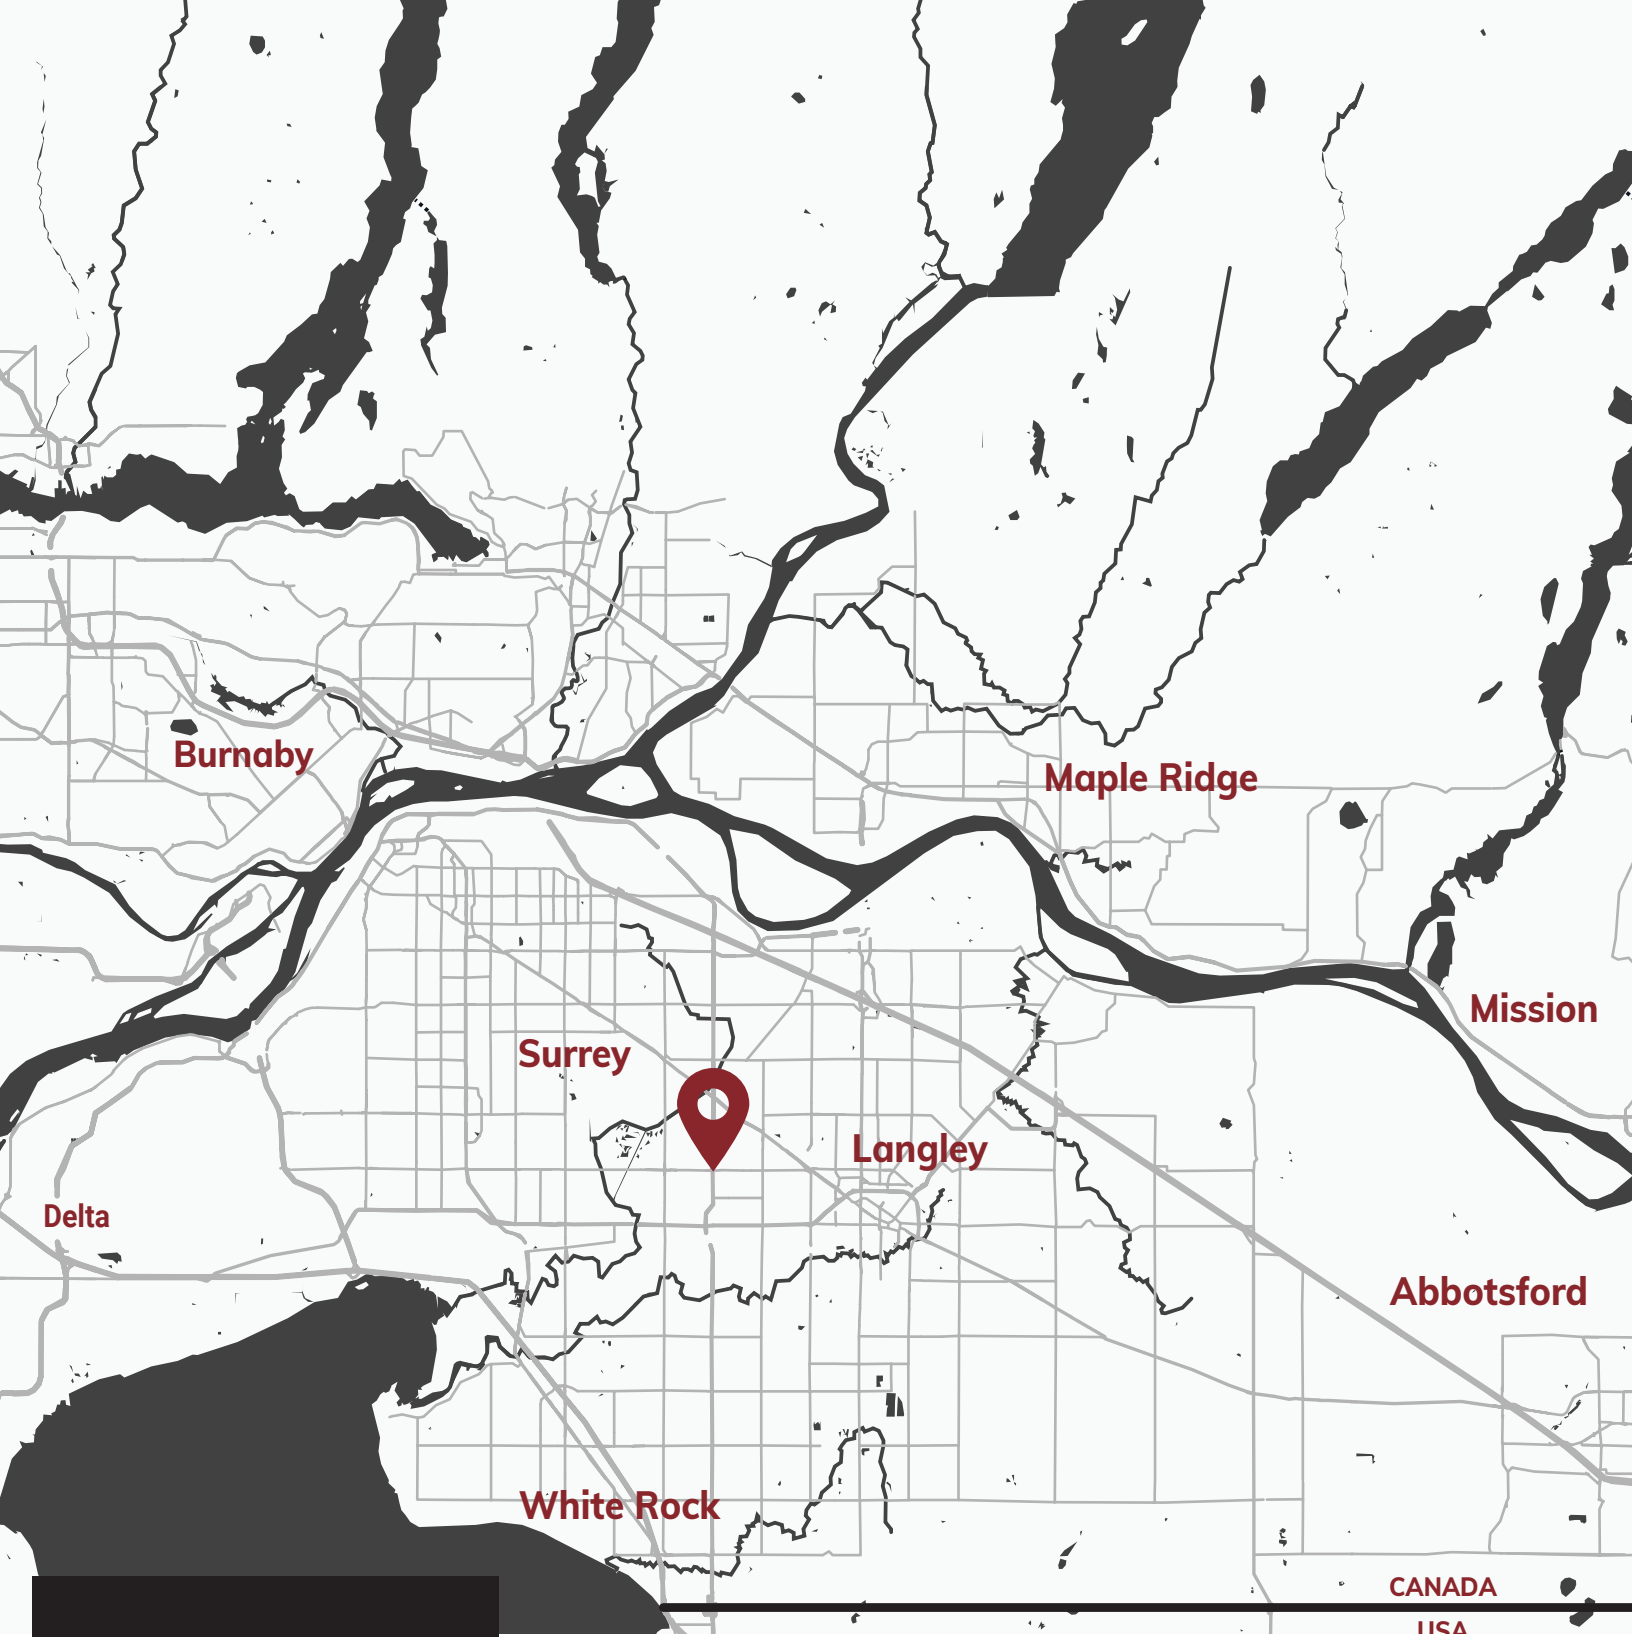 Burnaby
Maple Ridge
Mission
Surrey
Langley
Delta
Abbotsford
White Rock
CANADA
USA